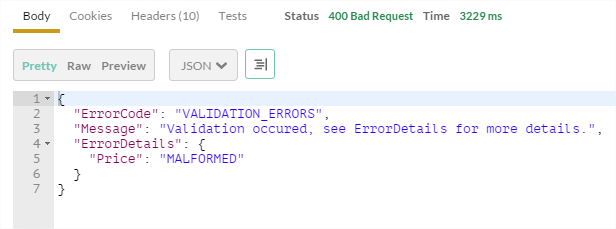 Body Cookies Headers (10) Tests Status 400 Bad Request Time 3229 ms
Pretty Raw Preview JSON
1 {
2 "ErrorCode": "VALIDATION_ERRORS",
3 "Message": "Validation occured, see ErrorDetails for more details.",
4 "ErrorDetails": {
5 "Price": "MALFORMED"
6 }
7 }